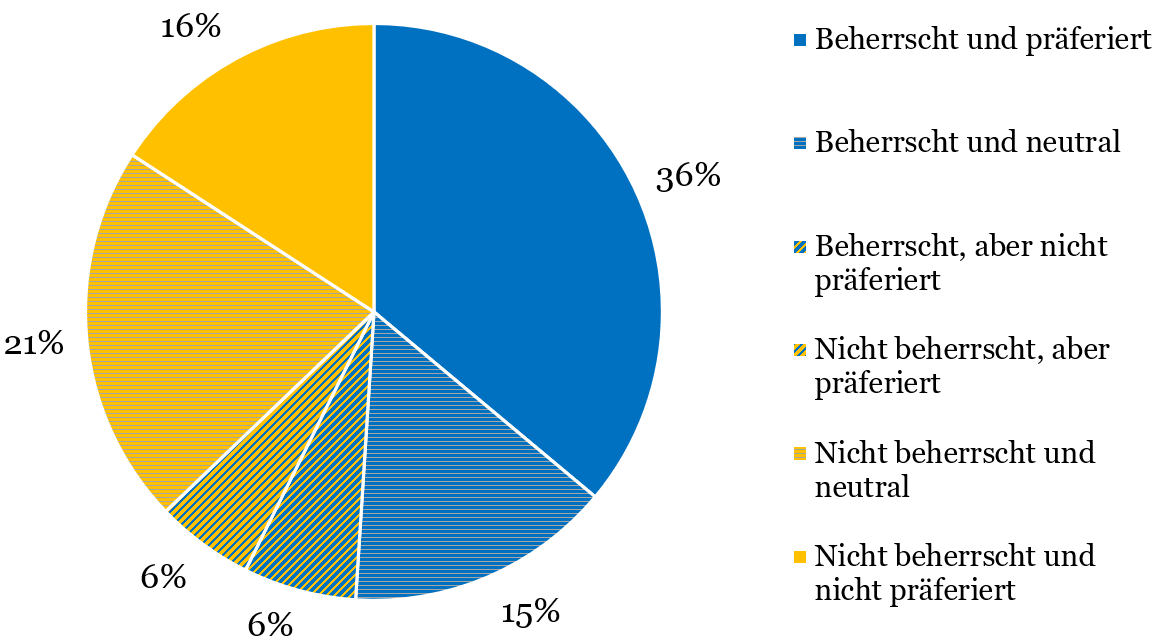 16%
36%
21%
6%
6%
15%
Beherrscht und präferiert
Beherrscht und neutral
Beherrscht, aber nicht
präferiert
Nicht beherrscht, aber
präferiert
Nicht beherrscht und
neutral
Nicht beherrscht und
nicht präferiert